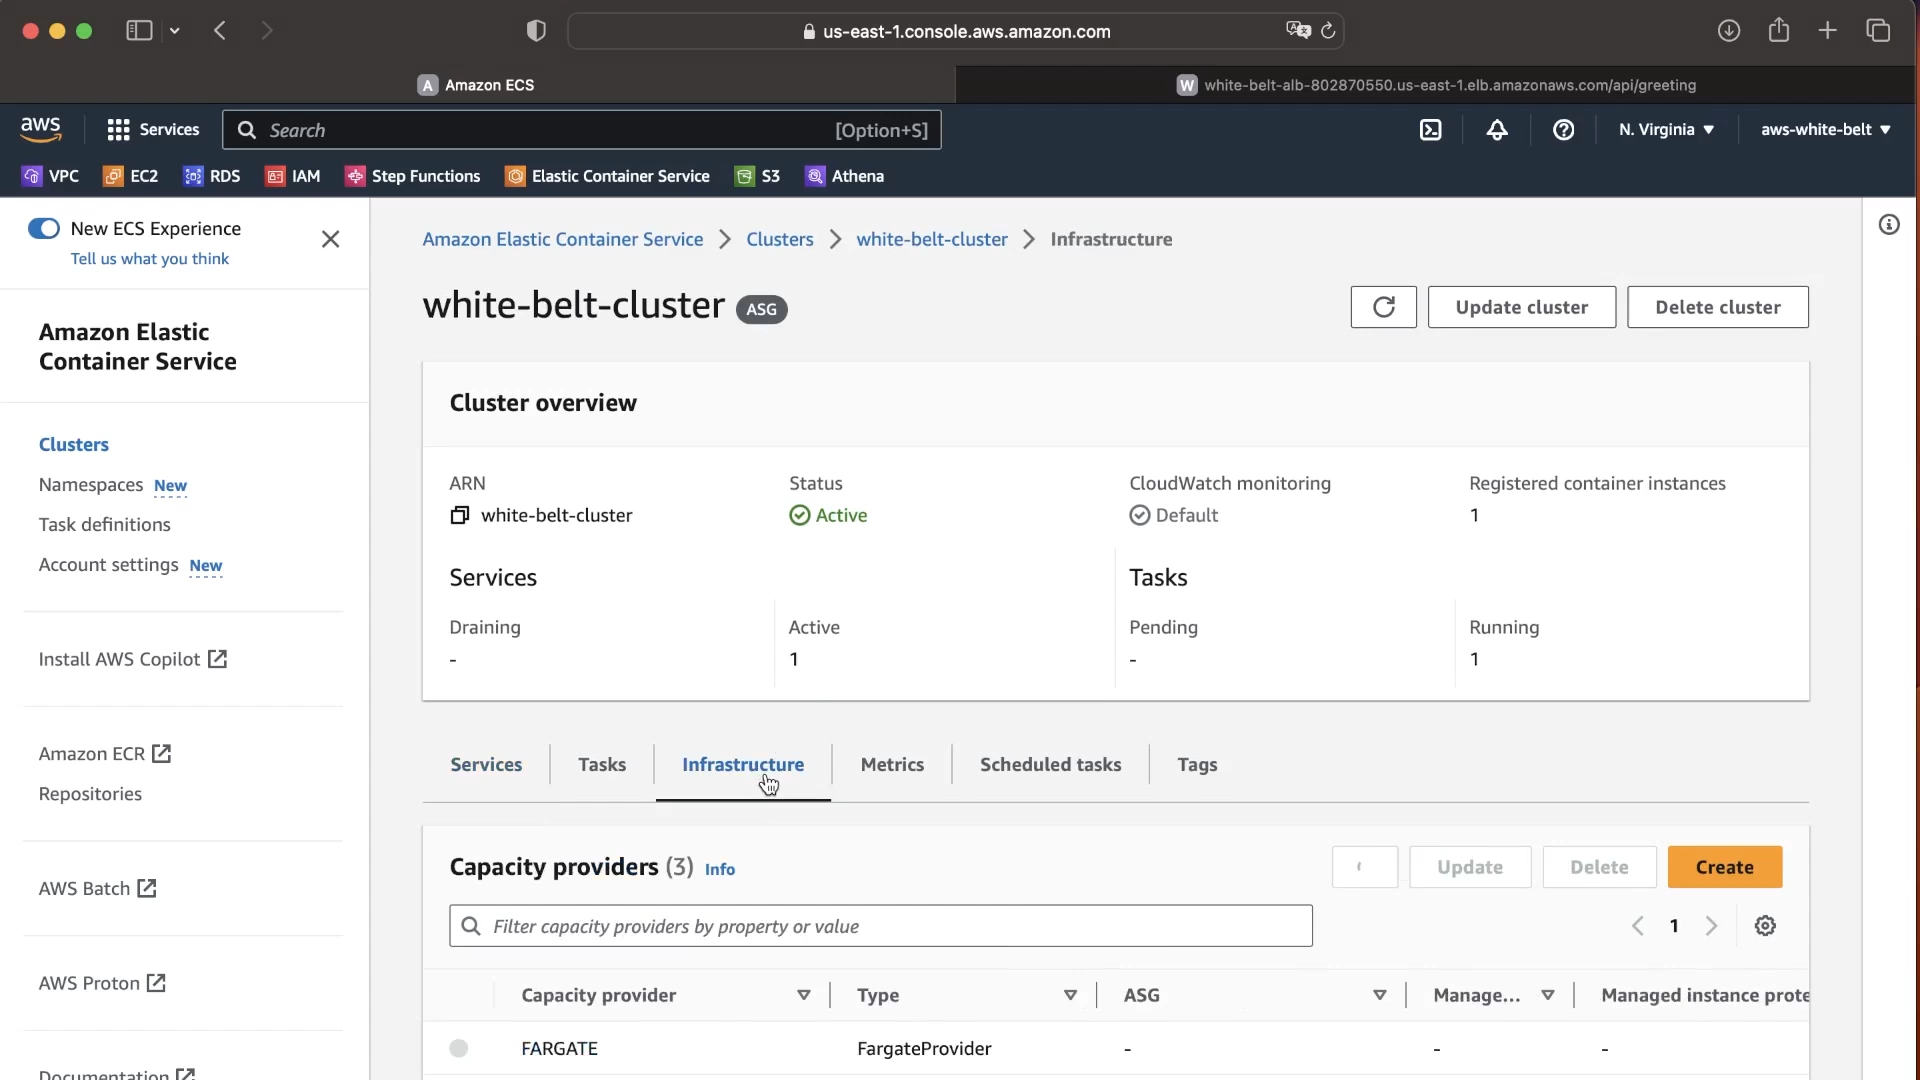 us-east-1.console.aws.amazon.com
A Amazon ECS
W white-belt-alb-802870550.us-east-1.elb.amazonaws.com/api/greeting
aws Services Search [Option+S] N. Virginia ▼ aws-white-belt ▼
VPC EC2 RDS IAM Step Functions Elastic Container Service S3 Athena
New ECS Experience
Tell us what you think
Amazon Elastic
Container Service
Clusters
Namespaces New
Task definitions
Account settings New
Install AWS Copilot
Amazon ECR
Repositories
AWS Batch
AWS Proton
Documentation
Amazon Elastic Container Service > Clusters > white-belt-cluster > Infrastructure
white-belt-cluster ASG
Update cluster Delete cluster
Cluster overview
ARN
white-belt-cluster
Status
Active
CloudWatch monitoring
Default
Registered container instances
1
Services
Draining
-
Active
1
Tasks
Pending
-
Running
1
Services Tasks Infrastructure Metrics Scheduled tasks Tags
Capacity providers (3) Info
Update Delete Create
Filter capacity providers by property or value
1
Capacity provider Type ASG Manage... Managed instance prote
FARGATE FargateProvider - - -